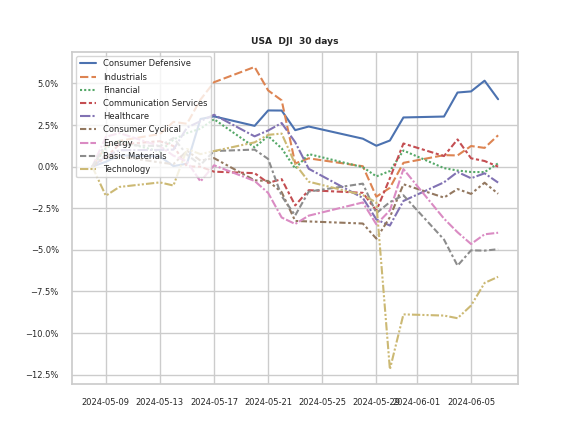 USA DJI 30 days
Consumer Defensive
Industrials
Financial
Communication Services
Healthcare
Consumer Cyclical
Energy
Basic Materials
Technology
5.0%
2.5%
0.0%
−2.5%
−5.0%
−7.5%
−10.0%
−12.5%
2024-05-09 2024-05-13 2024-05-17 2024-05-21 2024-05-25 2024-05-29 2024-06-01 2024-06-05